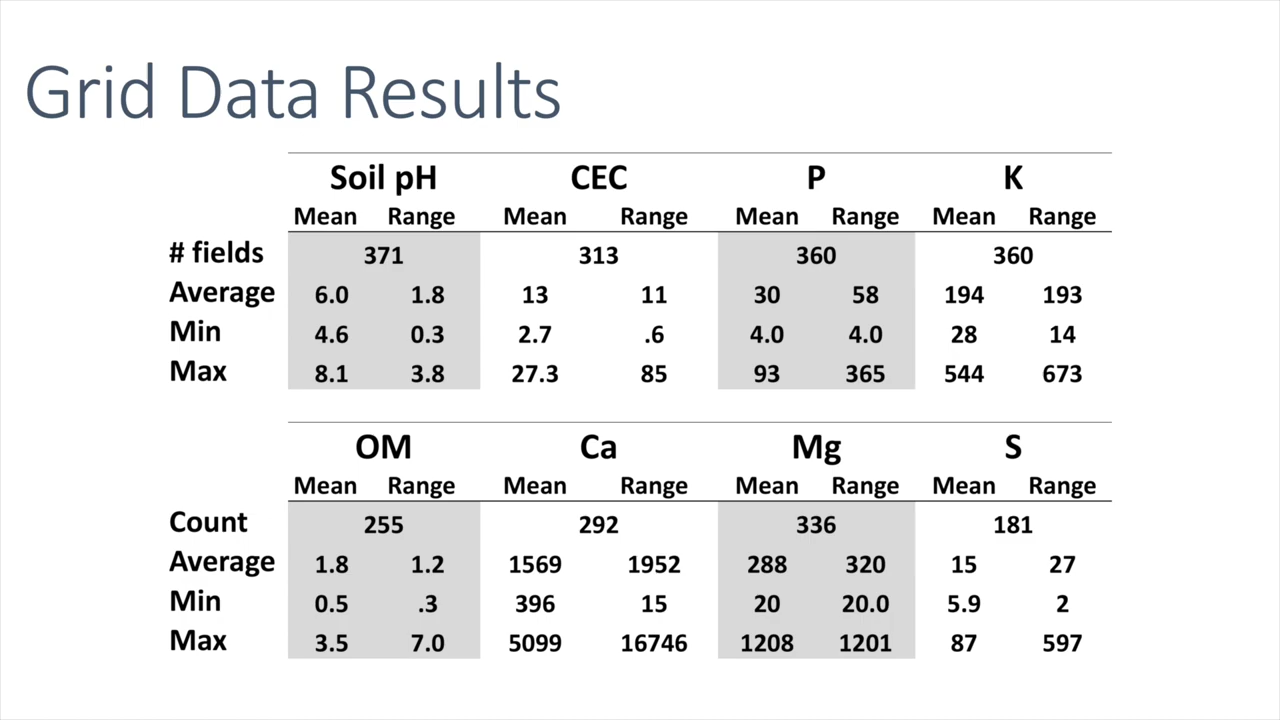 Grid Data Results
Soil pH CEC P K
Mean Range Mean Range Mean Range Mean Range
# fields 371 313 360 360
Average 6.0 1.8 13 11 30 58 194 193
Min 4.6 0.3 2.7 .6 4.0 4.0 28 14
Max 8.1 3.8 27.3 85 93 365 544 673
OM Ca Mg S
Mean Range Mean Range Mean Range Mean Range
Count 255 292 336 181
Average 1.8 1.2 1569 1952 288 320 15 27
Min 0.5 .3 396 15 20 20.0 5.9 2
Max 3.5 7.0 5099 16746 1208 1201 87 597